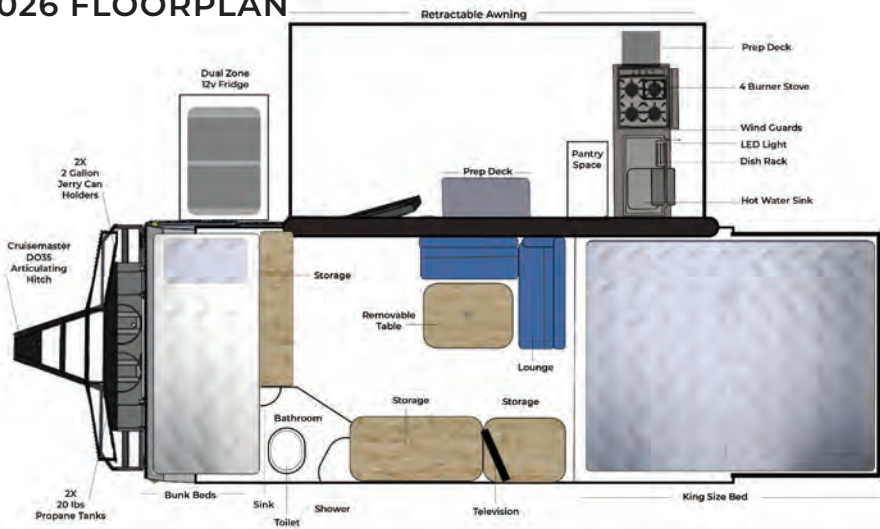 026 FLOORPLAN
Retractable Awning
Prep Deck
Dual Zone
12v Fridge
4 Burner Stove
Wind Guards
LED Light
Dish Rack
Pantry
Space
2X
2 Gallon
Jerry Can
Holders
Prep Deck
Hot Water Sink
Cruisemaster
DO35
Articulating
Hitch
Storage
Removable
Table
Lounge
Storage
Storage
Bathroom
2X
20 lbs
Propane Tanks
Bunk Beds
Sink
Toilet
Shower
Television
King Size Bed